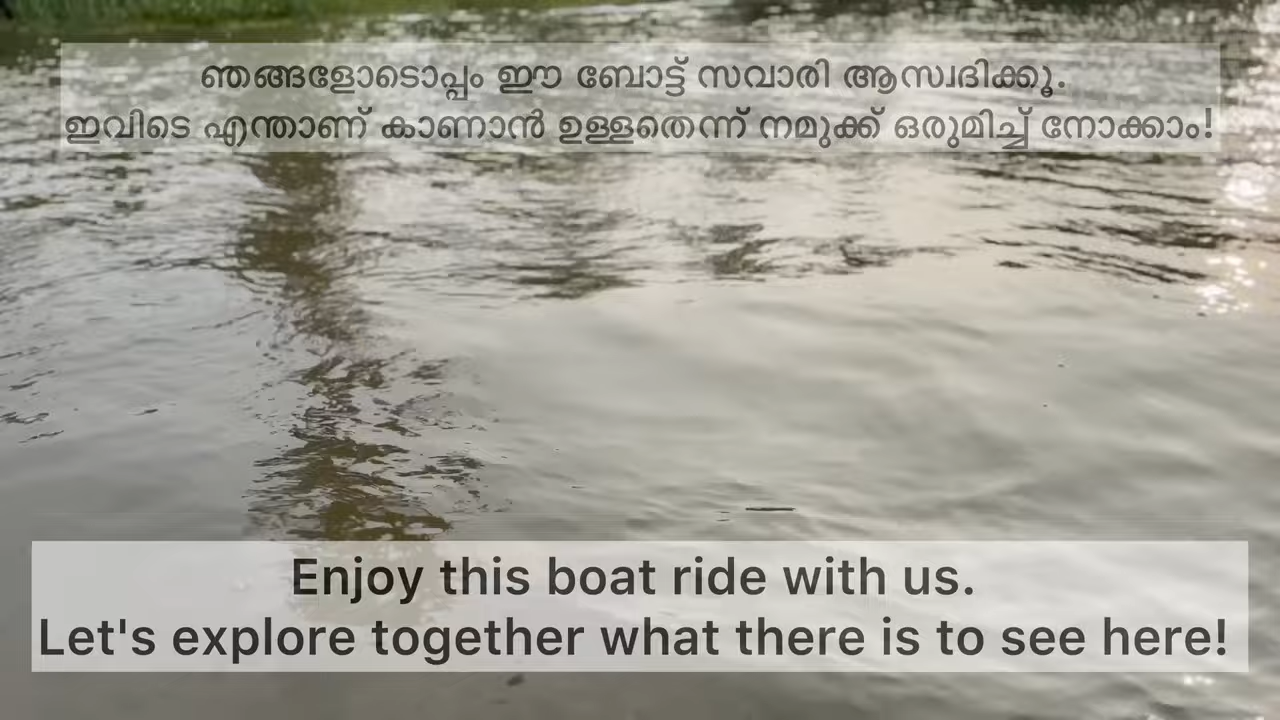 ഞങ്ങളോടൊപ്പം ഈ ബോട്ട് സവാരി ആസ്വദിക്കൂ.
ഇവിടെ എന്താണ് കാണാൻ ഉള്ളതെന്ന് നമുക്ക് ഒരുമിച്ച് നോക്കാം!
Enjoy this boat ride with us.
Let's explore together what there is to see here!